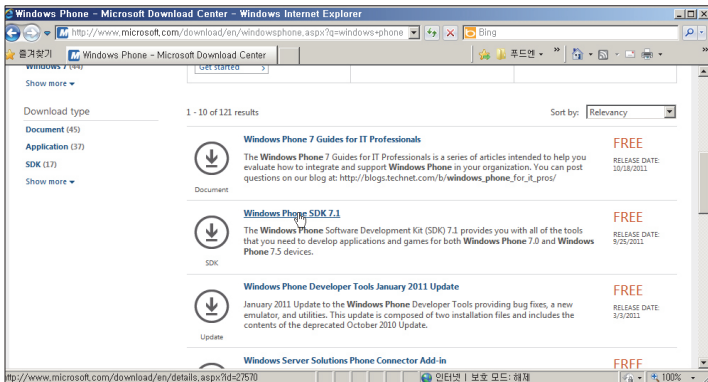 Windows Phone - Microsoft Download Center - Windows Internet Explorer
http://www.microsoft.com/download/en/windowsphone.aspx?q=windows+phone
Bing
즐겨찾기
Windows Phone - Microsoft Download Center
푸드엔
Windows 7 (44)
Show more
Get started
Download type
Document (45)
Application (37)
SDK (17)
Show more
1 - 10 of 121 results
Sort by: Relevancy
Windows Phone 7 Guides for IT Professionals
The Windows Phone 7 Guides for IT Professionals is a series of articles intended to help you
evaluate how to integrate and support Windows Phone in your organization. You can post
questions on our blog at: http://blogs.technet.com/b/windows_phone_for_it_pros/
Document
FREE
RELEASE DATE:
10/18/2011
Windows Phone SDK 7.1
The Windows Phone Software Development Kit (SDK) 7.1 provides you with all of the tools
that you need to develop applications and games for both Windows Phone 7.0 and Windows
Phone 7.5 devices.
SDK
FREE
RELEASE DATE:
9/25/2011
Windows Phone Developer Tools January 2011 Update
January 2011 Update to the Windows Phone Developer Tools providing bug fixes, a new
emulator, and utilities. This update is composed of two installation files and includes the
contents of the deprecated October 2010 Update.
Update
FREE
RELEASE DATE:
3/3/2011
Windows Server Solutions Phone Connector Add-in
FREE
http://www.microsoft.com/download/en/details.aspx?id=27570
인터넷 | 보호 모드: 해제
100%